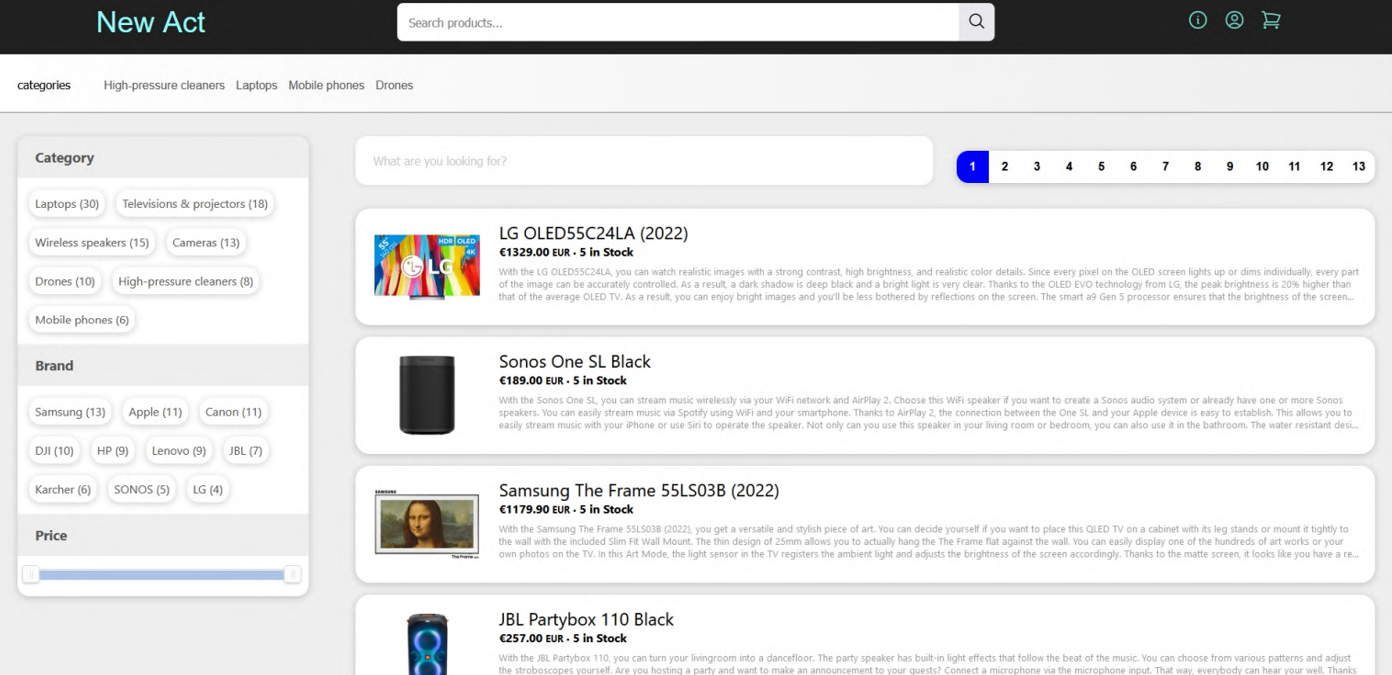 New Act
Search products...
categories High-pressure cleaners Laptops Mobile phones Drones
Category
Laptops (30) Televisions & projectors (18)
Wireless speakers (15) Cameras (13)
Drones (10) High-pressure cleaners (8)
Mobile phones (6)
Brand
Samsung (13) Apple (11) Canon (11)
DJI (10) HP (9) Lenovo (9) JBL (7)
Karcher (6) SONOS (5) LG (4)
Price
What are you looking for?
1 2 3 4 5 6 7 8 9 10 11 12 13
55"
HDR OLED
4K
LG
LG OLED55C24LA (2022)
€1329.00 EUR • 5 in Stock
With the LG OLED55C24LA, you can watch realistic images with a strong contrast, high brightness, and realistic color details. Since every pixel on the OLED screen lights up or dims individually, every part
of the image can be accurately controlled. As a result, a dark shadow is deep black and a bright light is very clear. Thanks to the OLED EVO technology from LG, the peak brightness is 20% higher than
that of the average OLED TV. As a result, you can enjoy bright images and you'll be less bothered by reflections on the screen. The smart a9 Gen 5 processor ensures that the brightness of the screen...
Sonos One SL Black
€189.00 EUR • 5 in Stock
With the Sonos One SL, you can stream music wirelessly via your WiFi network and AirPlay 2. Choose this WiFi speaker if you want to create a Sonos audio system or already have one or more Sonos
speakers. You can easily stream music via Spotify using WiFi and your smartphone. Thanks to AirPlay 2, the connection between the One SL and your Apple device is easy to establish. This allows you to
easily stream music with your iPhone or use Siri to operate the speaker. Not only can you use this speaker in your living room or bedroom, you can also use it in the bathroom. The water resistant desi...
SAMSUNG
The Frame
Samsung The Frame 55LS03B (2022)
€1179.90 EUR • 5 in Stock
With the Samsung The Frame 55LS03B (2022), you get a versatile and stylish piece of art. You can decide yourself if you want to place this QLED TV on a cabinet with its leg stands or mount it tightly to
the wall with the included Slim Fit Wall Mount. The thin design of 25mm allows you to actually hang the The Frame flat against the wall. You can easily display one of the hundreds of art works or your
own photos on the TV. In this Art Mode, the light sensor in the TV registers the ambient light and adjusts the brightness of the screen accordingly. Thanks to the matte screen, it looks like you have a re...
JBL Partybox 110 Black
€257.00 EUR • 5 in Stock
With the JBL Partybox 110, you can turn your livingroom into a dancefloor. The party speaker has built-in light effects that follow the beat of the music. You can choose from various patterns and adjust
the stroboscopes yourself. Are you hosting a party and want to make an announcement to your guests? Connect a microphone via the microphone input. That way, everybody can hear your well. Thanks